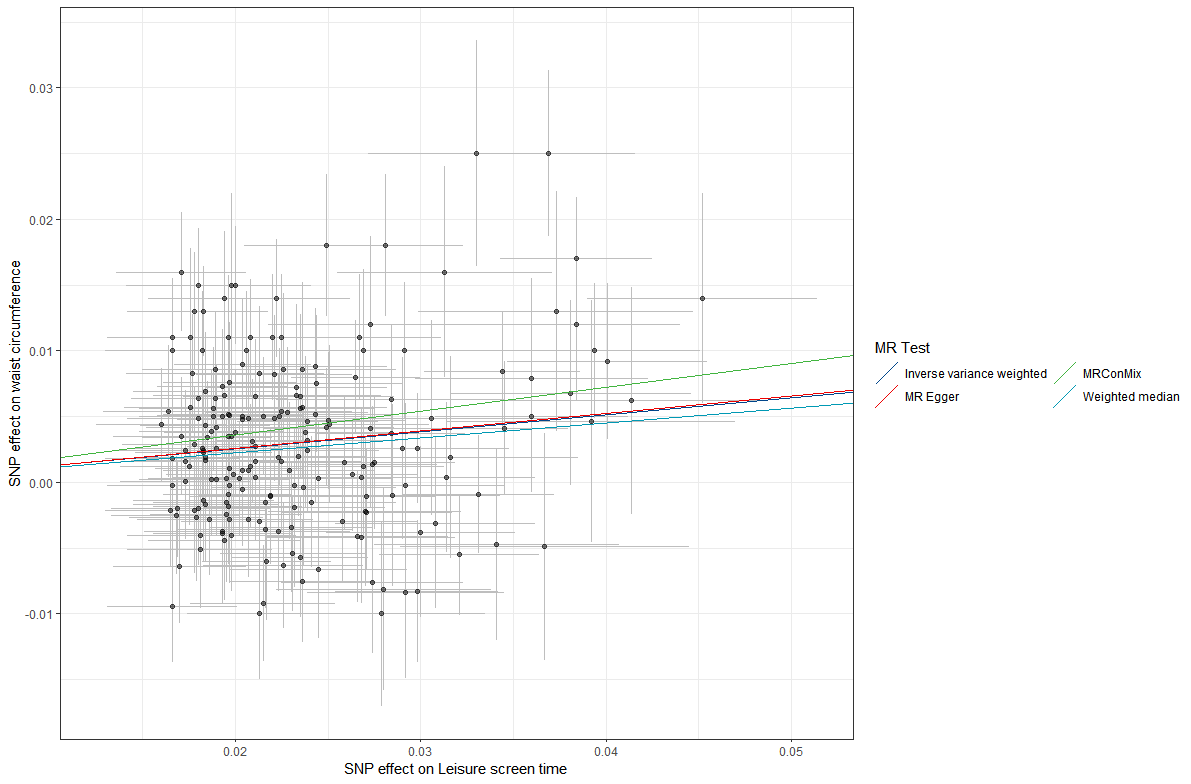 0.03
0.02
0.01
0.00
-0.01
SNP effect on waist circumference
0.02 0.03 0.04 0.05
SNP effect on Leisure screen time
MR Test
Inverse variance weighted MRConMix
MR Egger Weighted median